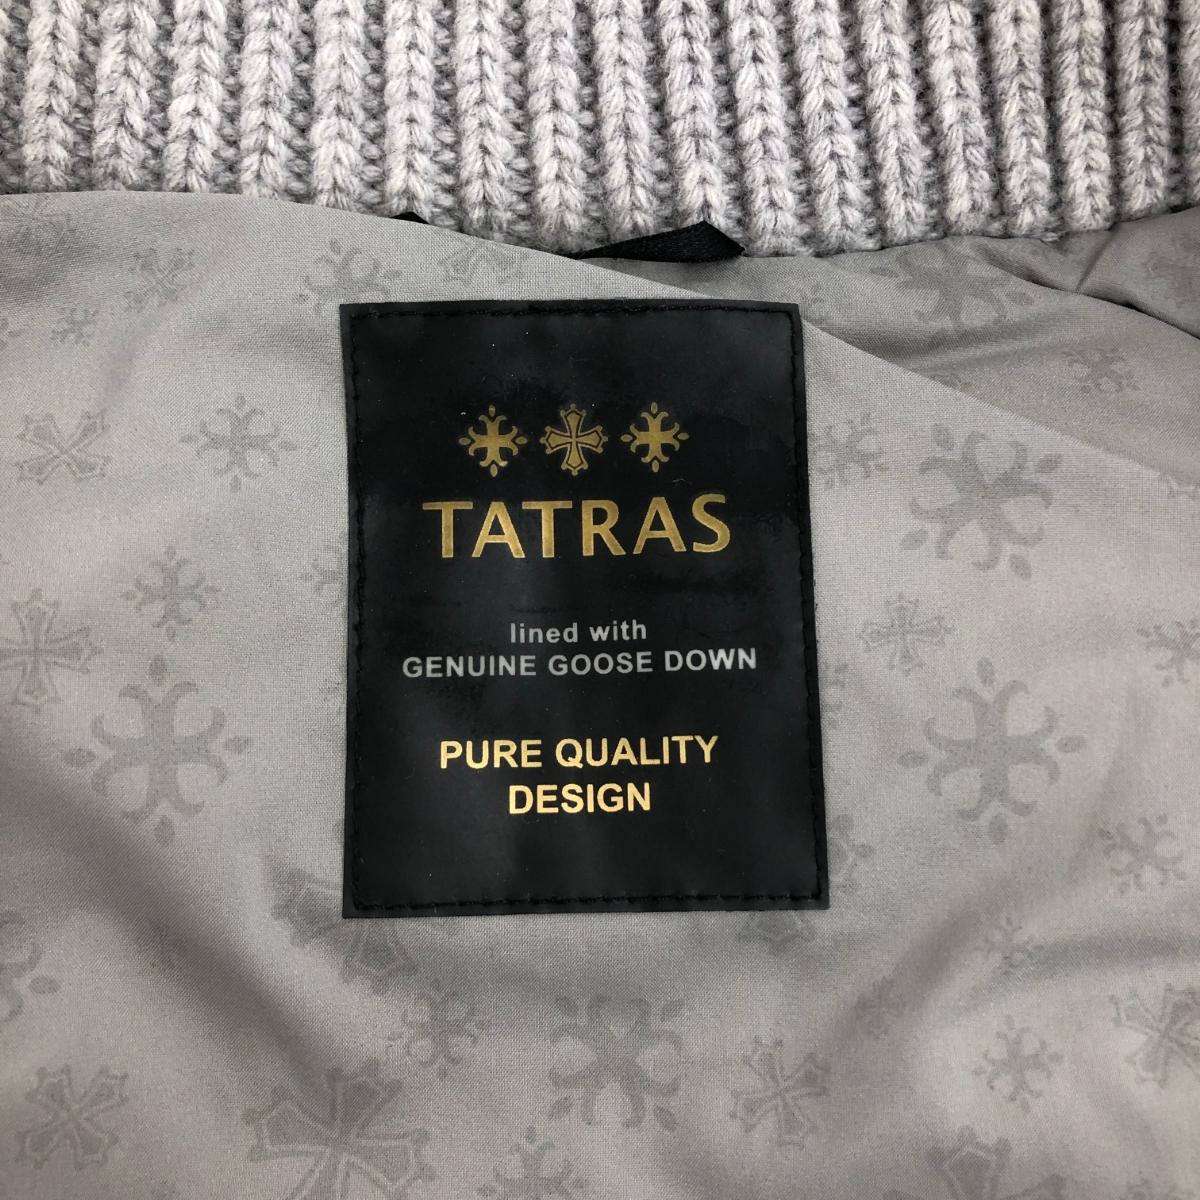 TATRAS
lined with
GENUINE GOOSE DOWN
PURE QUALITY
DESIGN